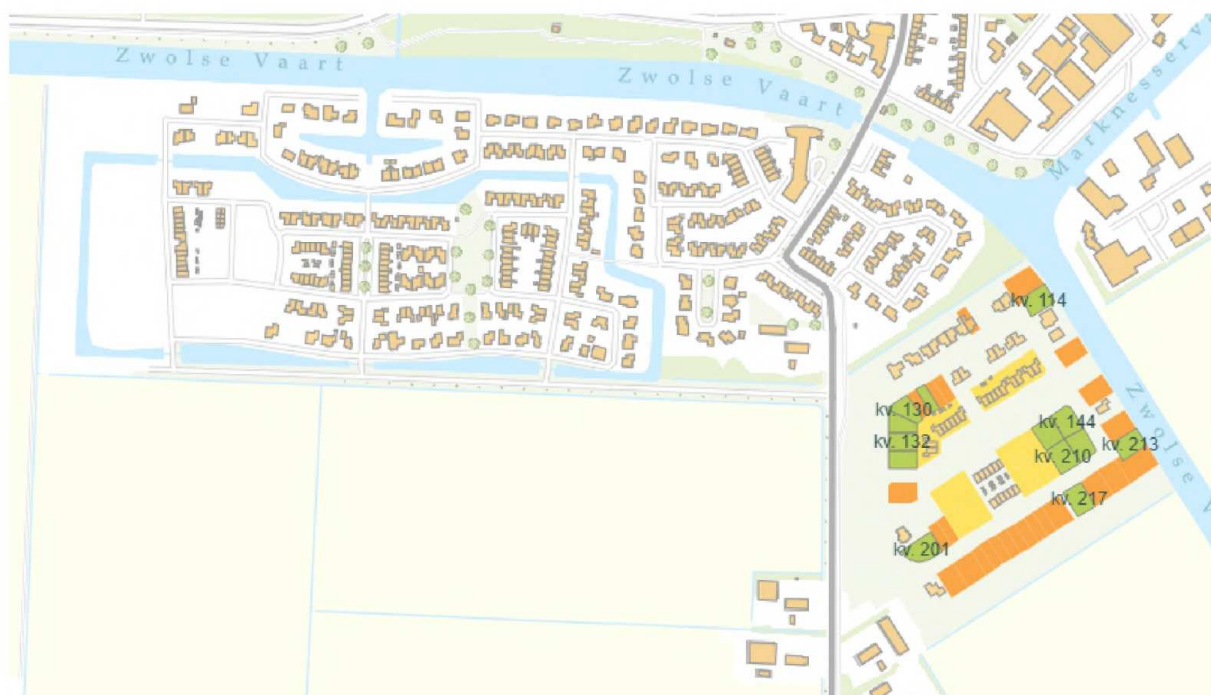 Zwolse Vaart
Zwolse Vaart
Marknesserv
kv. 114
kv. 130
kv. 132
kv. 144
kv. 210
kv. 213
kv. 217
kv. 201
Zwolse V